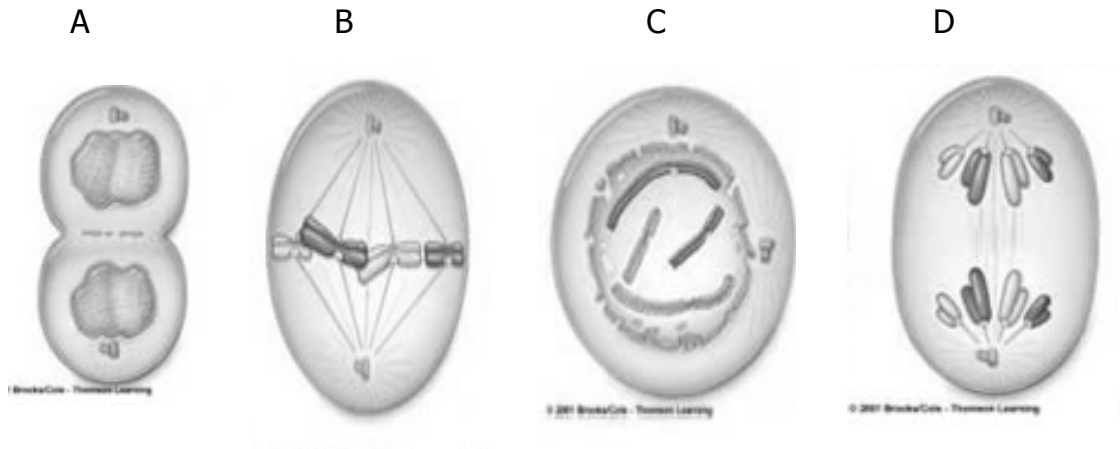 A B C D
Brooks/Cole - Thomson Learning
© 2001 Brooks/Cole - Thomson Learning
© 2001 Brooks/Cole - Thomson Learning